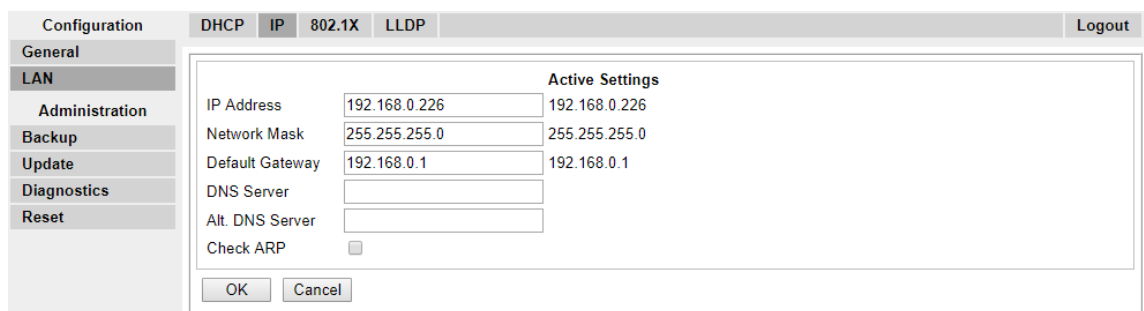 Configuration DHCP IP 802.1X LLDP Logout
General
LAN
Active Settings
Administration
IP Address 192.168.0.226 192.168.0.226
Backup
Network Mask 255.255.255.0 255.255.255.0
Update
Default Gateway 192.168.0.1 192.168.0.1
Diagnostics
DNS Server
Reset
Alt. DNS Server
Check ARP
OK Cancel